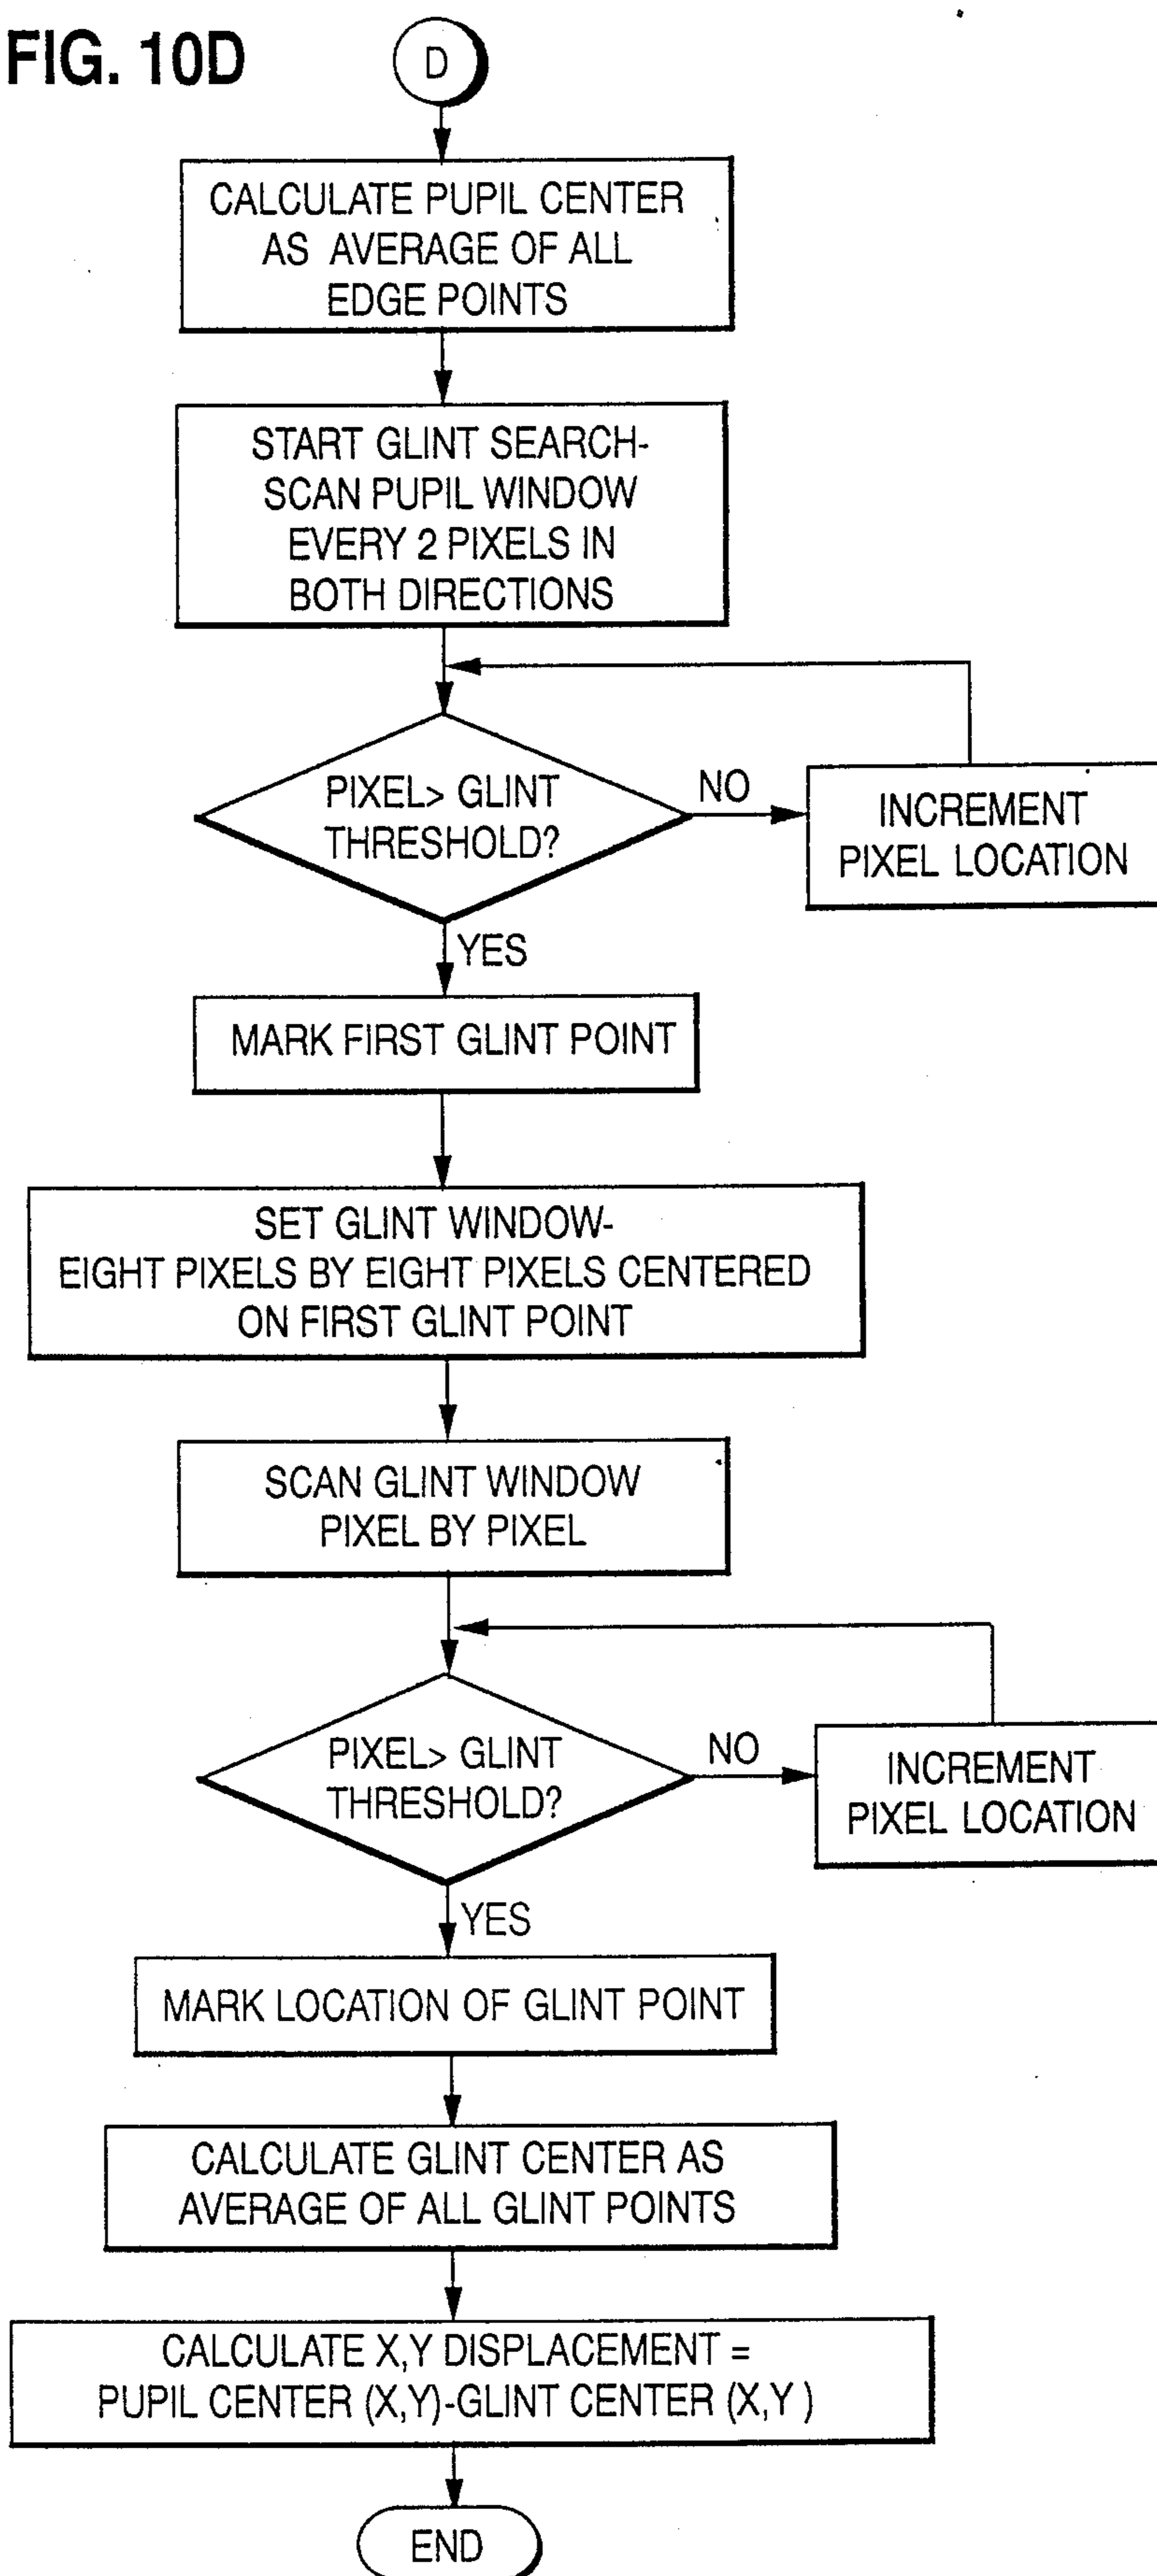 FIG. 10D
D
CALCULATE PUPIL CENTER
AS AVERAGE OF ALL
EDGE POINTS
START GLINT SEARCH-
SCAN PUPIL WINDOW
EVERY 2 PIXELS IN
BOTH DIRECTIONS
PIXEL> GLINT
THRESHOLD?
NO
INCREMENT
PIXEL LOCATION
YES
MARK FIRST GLINT POINT
SET GLINT WINDOW-
EIGHT PIXELS BY EIGHT PIXELS CENTERED
ON FIRST GLINT POINT
SCAN GLINT WINDOW
PIXEL BY PIXEL
PIXEL> GLINT
THRESHOLD?
NO
INCREMENT
PIXEL LOCATION
YES
MARK LOCATION OF GLINT POINT
CALCULATE GLINT CENTER AS
AVERAGE OF ALL GLINT POINTS
CALCULATE X,Y DISPLACEMENT =
PUPIL CENTER (X,Y)-GLINT CENTER (X,Y )
END